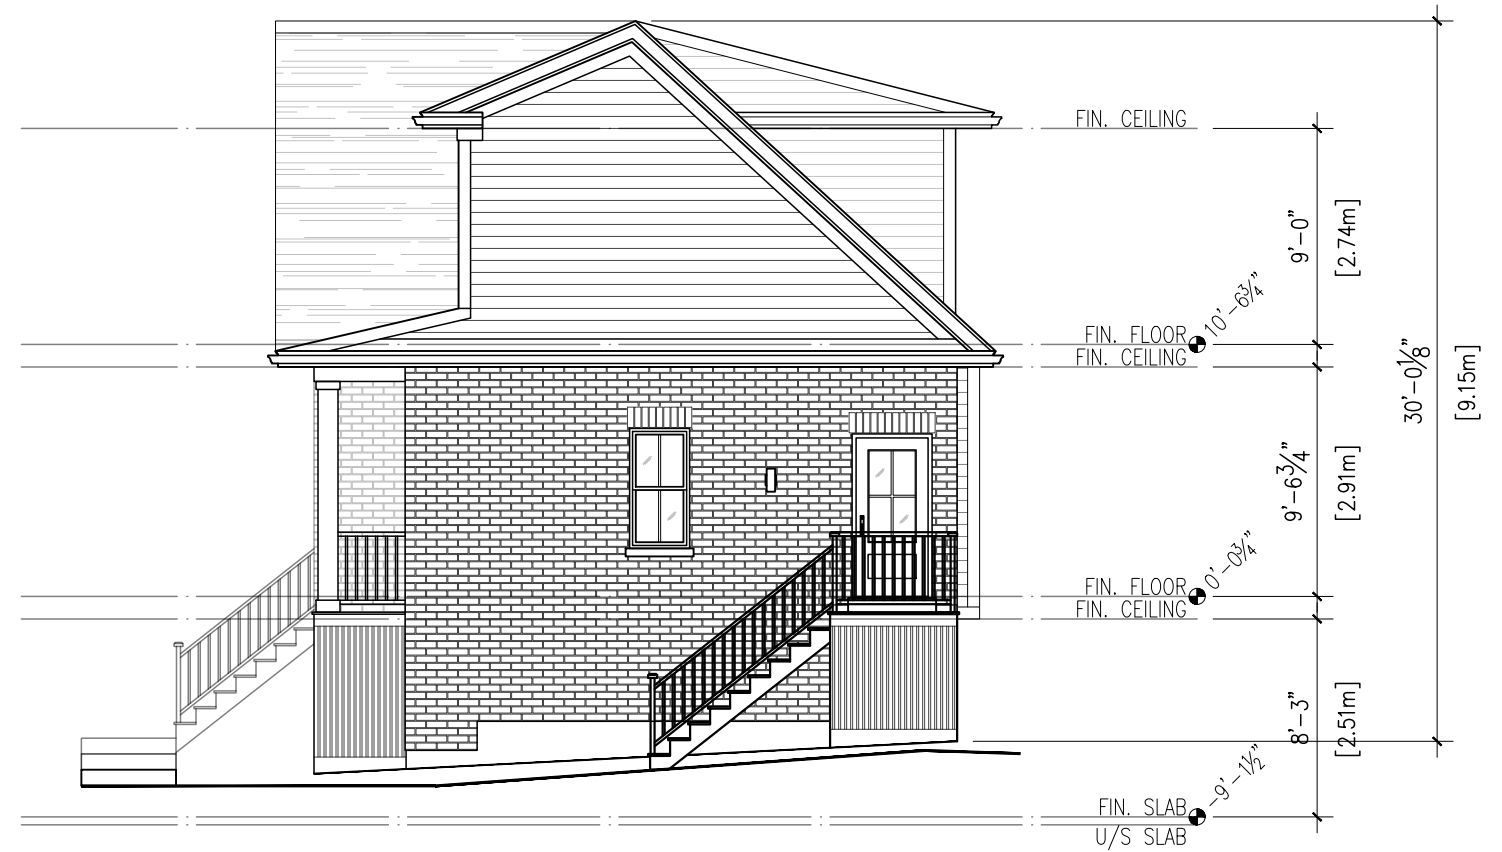 FIN. CEILING
9'-0"
[2.74m]
10'-6¾"
FIN. FLOOR
FIN. CEILING
30'-0⅛"
[9.15m]
9'-6¾"
[2.91m]
0'-0¾"
FIN. FLOOR
FIN. CEILING
8'-3"
[2.51m]
-9'-1½"
FIN. SLAB
U/S SLAB